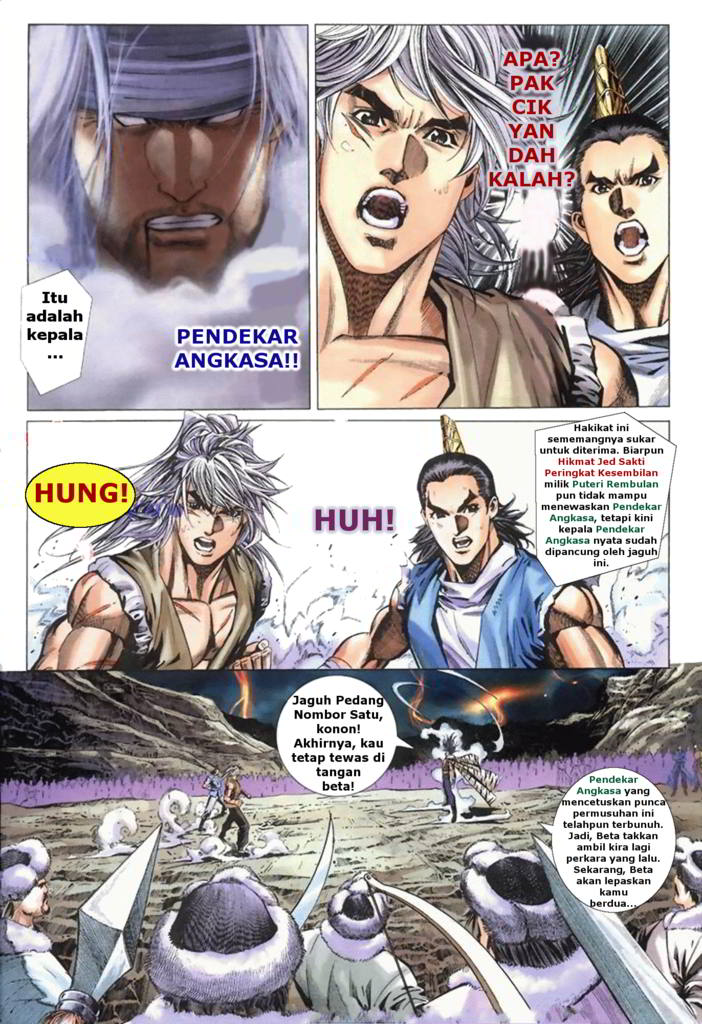 Itu
adalah
kepala
...
PENDEKAR
ANGKASA!!
APA?
PAK
CIK
YAN
DAH
KALAH?
HUNG!
HUH!
Hakikat ini
sememangnya sukar
untuk diterima. Biarpun
Hikmat Jed Sakti
Peringkat Kesembilan
milik Puteri Rembulan
pun tidak mampu
menewaskan Pendekar
Angkasa, tetapi kini
kepala Pendekar
Angkasa nyata sudah
dipancung oleh jaguh
ini.
Jaguh Pedang
Nombor Satu,
konon!
Akhirnya, kau
tetap tewas di
tangan
beta!
Pendekar
Angkasa yang
mencetuskan punca
permusuhan ini
telahpun terbunuh.
Jadi, Beta takkan
ambil kira lagi
perkara yang lalu.
Sekarang, Beta
akan lepaskan
kamu
berdua...